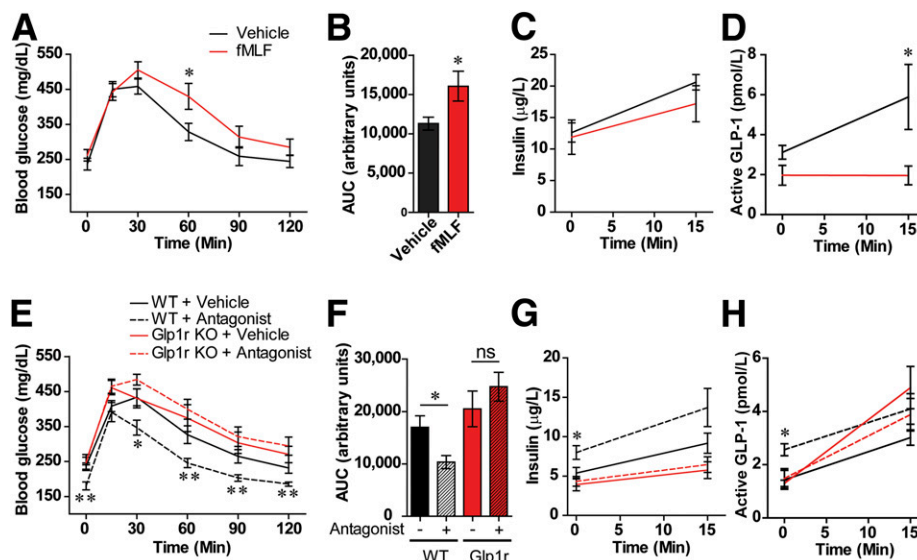 A
Vehicle
fMLF
Blood glucose (mg/dL)
550
450
350
250
150
*
0 30 60 90 120
Time (Min)
B
AUC (arbitrary units)
20,000
15,000
10,000
5,000
0
*
Vehicle
fMLF
C
Insulin (µg/L)
25
20
15
10
5
0
0 5 10 15
Time (Min)
D
Active GLP-1 (pmol/L)
8
6
4
2
0
*
0 5 10 15
Time (Min)
E
WT + Vehicle
WT + Antagonist
Glp1r KO + Vehicle
Glp1r KO + Antagonist
Blood glucose (mg/dL)
550
450
350
250
150
** * ** ** **
0 30 60 90 120
Time (Min)
F
AUC (arbitrary units)
30,000
20,000
10,000
0
*
ns
Antagonist - + - +
WT Glp1r
G
Insulin (µg/L)
20
15
10
5
0
*
0 5 10 15
Time (Min)
H
Active GLP-1 (pmol/L)
6
4
2
0
*
0 5 10 15
Time (Min)